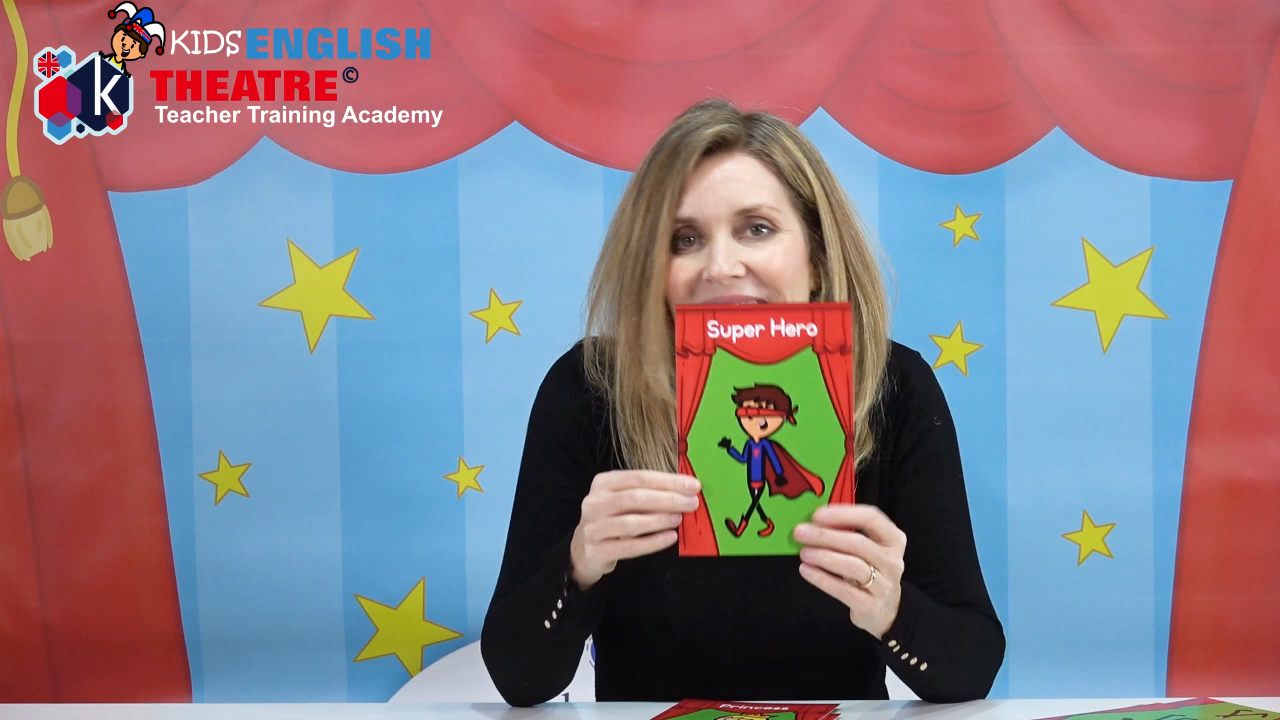 KIDS ENGLISH
THEATRE©
k
Teacher Training Academy
Super Hero
Princess